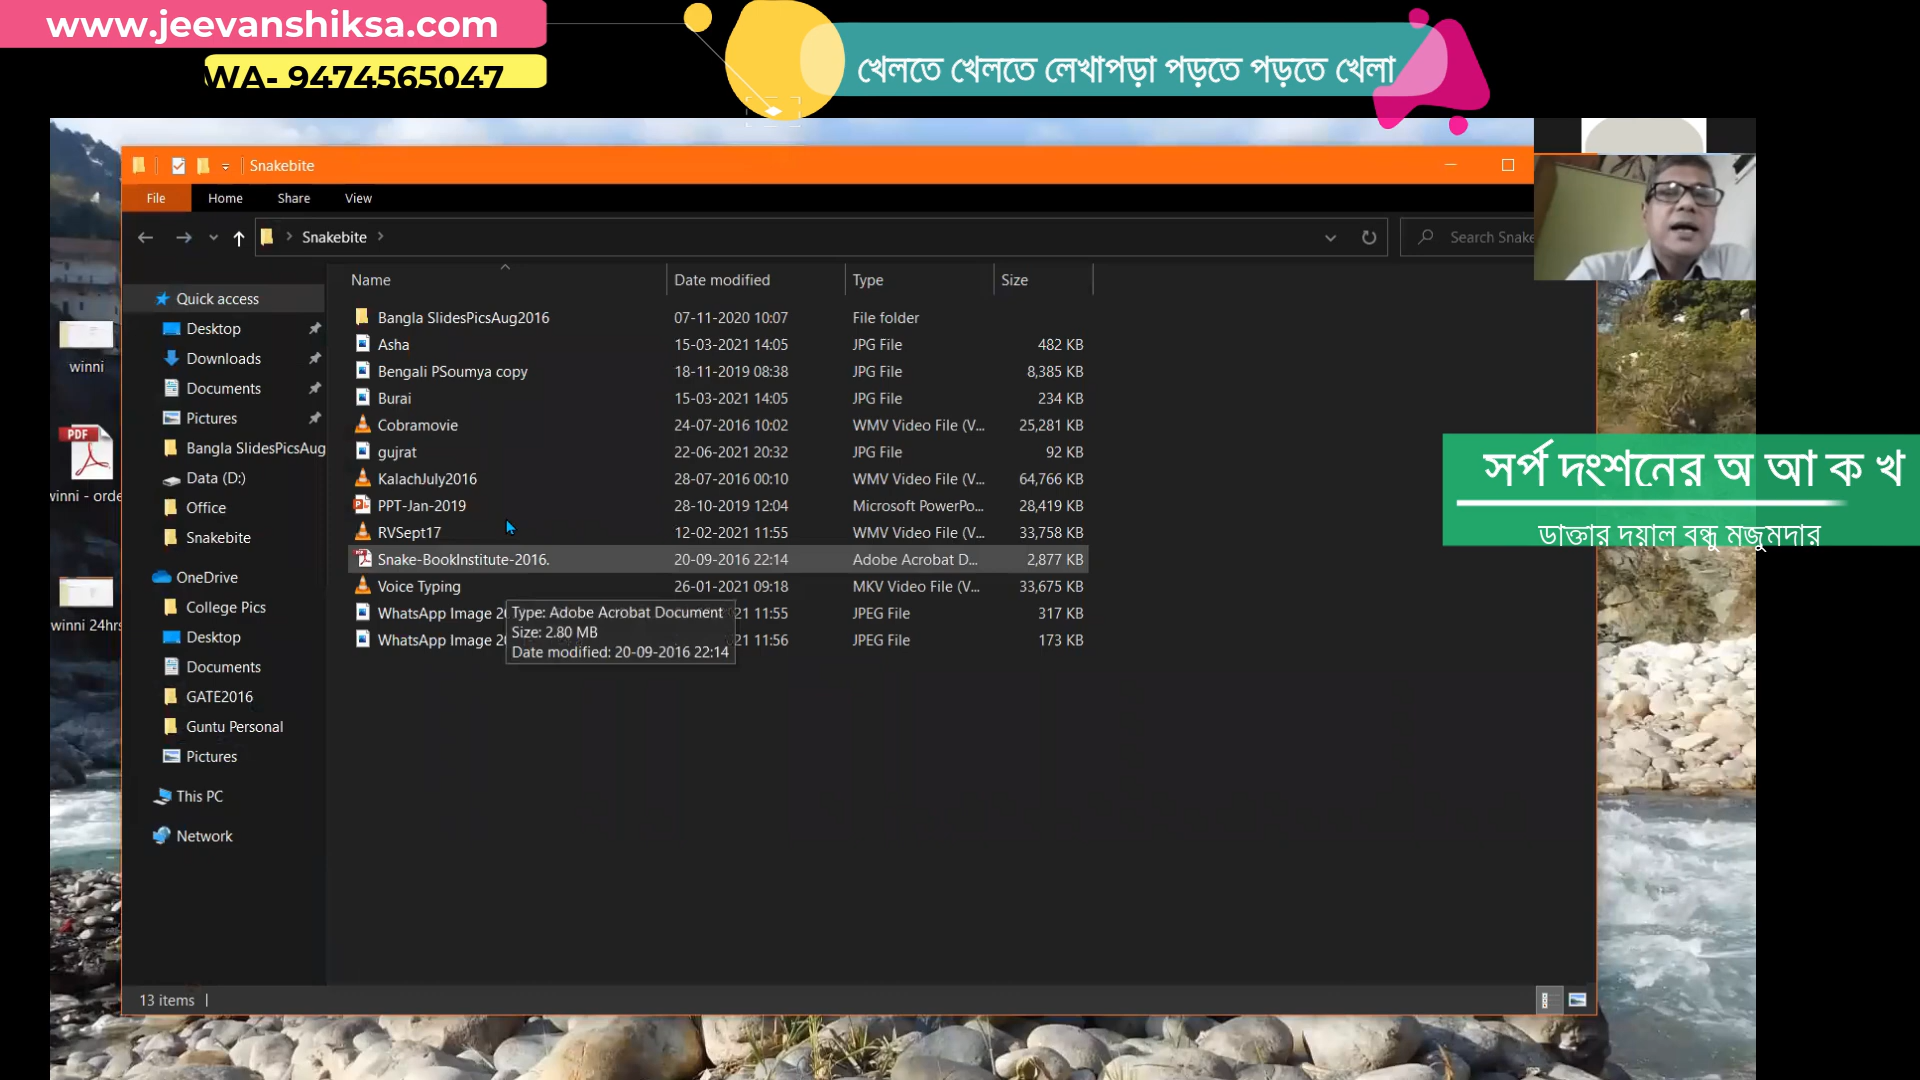 www.jeevanshiksa.com
WA- 9474565047
খেলতে খেলতে লেখাপড়া পড়তে পড়তে খেলা
Snakebite
File Home Share View
Snakebite
Search Snake
Name Date modified Type Size
Quick access
Desktop
Downloads
Documents
Pictures
Bangla SlidesPicsAug
Data (D:)
Office
Snakebite
OneDrive
College Pics
Desktop
Documents
GATE2016
Guntu Personal
Pictures
This PC
Network
Bangla SlidesPicsAug2016 07-11-2020 10:07 File folder
Asha 15-03-2021 14:05 JPG File 482 KB
Bengali PSoumya copy 18-11-2019 08:38 JPG File 8,385 KB
Burai 15-03-2021 14:05 JPG File 234 KB
Cobramovie 24-07-2016 10:02 WMV Video File (V... 25,281 KB
gujrat 22-06-2021 20:32 JPG File 92 KB
KalachJuly2016 28-07-2016 00:10 WMV Video File (V... 64,766 KB
PPT-Jan-2019 28-10-2019 12:04 Microsoft PowerPo... 28,419 KB
RVSept17 12-02-2021 11:55 WMV Video File (V... 33,758 KB
Snake-BookInstitute-2016. 20-09-2016 22:14 Adobe Acrobat D... 2,877 KB
Voice Typing 26-01-2021 09:18 MKV Video File (V... 33,675 KB
WhatsApp Image 20 21 11:55 JPEG File 317 KB
WhatsApp Image 20 21 11:56 JPEG File 173 KB
Type: Adobe Acrobat Document
Size: 2.80 MB
Date modified: 20-09-2016 22:14
13 items
winni
PDF
winni - orde
winni 24hrs
সর্প দংশনের অ আ ক খ
ডাক্তার দয়াল বন্ধু মজুমদার